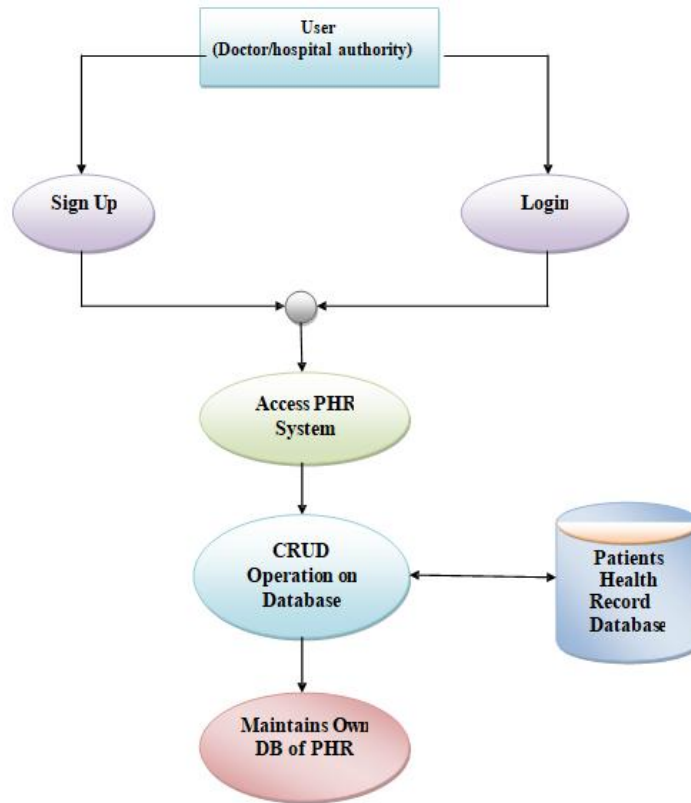 User
(Doctor/hospital authority)
Sign Up
Login
Access PHR
System
CRUD
Operation on
Database
Patients
Health
Record
Database
Maintains Own
DB of PHR